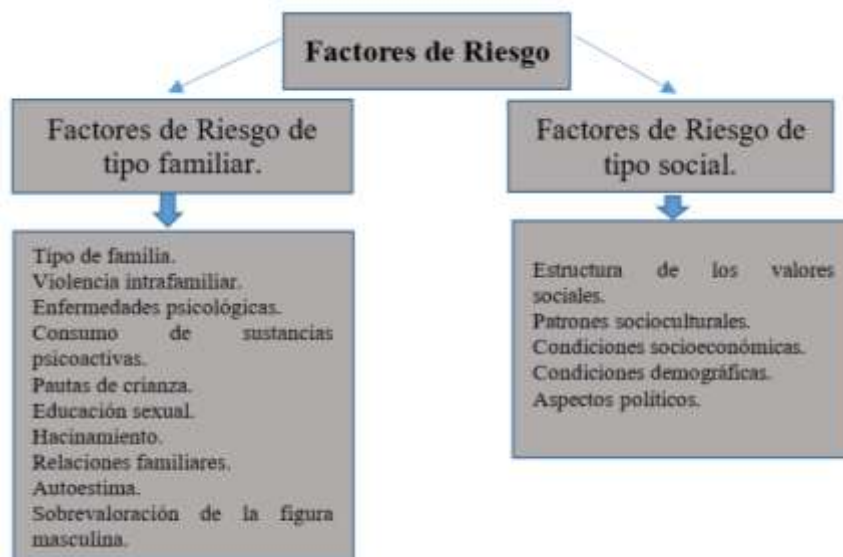 Factores de Riesgo
Factores de Riesgo de
tipo familiar.
Tipo de familia.
Violencia intrafamiliar.
Enfermedades psicológicas.
Consumo de sustancias
psicoactivas.
Pautas de crianza.
Educación sexual.
Hacinamiento.
Relaciones familiares.
Autoestima.
Sobrevaloración de la figura
masculina.
Factores de Riesgo de
tipo social.
Estructura de los valores
sociales.
Patrones socioculturales.
Condiciones socioeconómicas.
Condiciones demográficas.
Aspectos políticos.